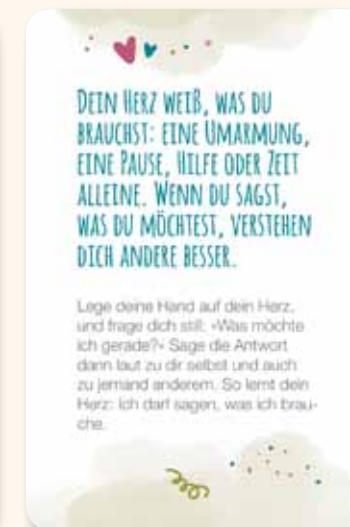 DEIN HERZ WEIß, WAS DU
BRAUCHST: EINE UMARMUNG,
EINE PAUSE, HILFE ODER ZEIT
ALLEINE. WENN DU SAGST,
WAS DU MÖCHTEST, VERSTEHEN
DICH ANDERE BESSER.
Lege deine Hand auf dein Herz,
und frage dich still: »Was möchte
ich gerade?« Sage die Antwort
dann laut zu dir selbst und auch
zu jemand anderem. So lernt dein
Herz: Ich darf sagen, was ich brau-
che.